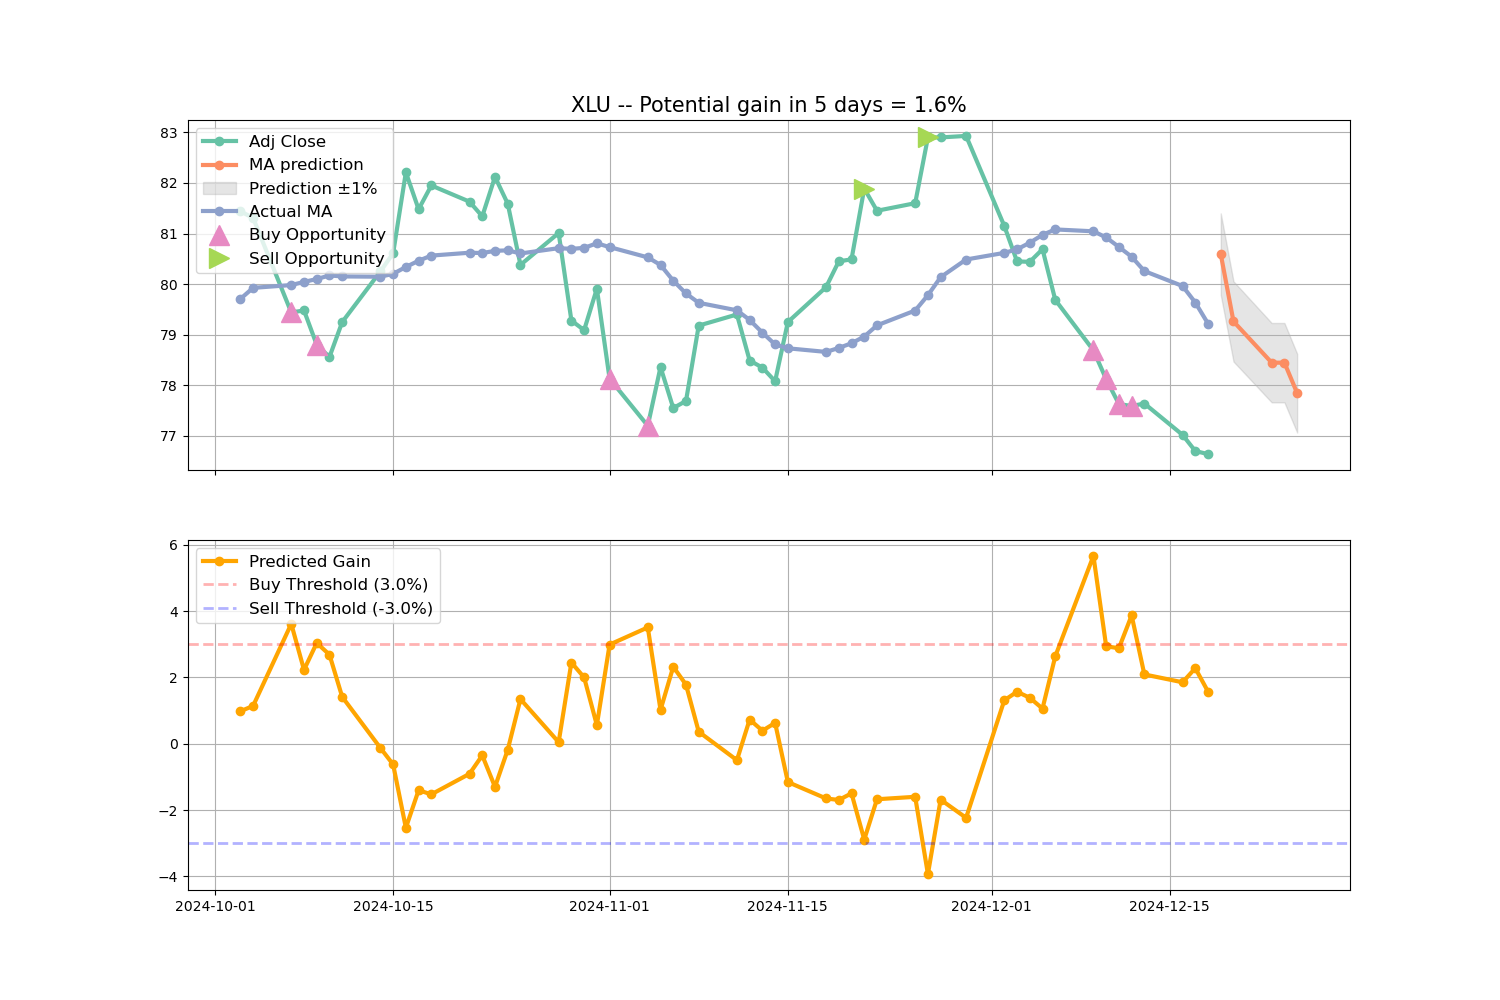 XLU -- Potential gain in 5 days = 1.6%
83
82
81
80
79
78
77
Adj Close
MA prediction
Prediction ±1%
Actual MA
Buy Opportunity
Sell Opportunity
6
4
2
0
−2
−4
Predicted Gain
Buy Threshold (3.0%)
Sell Threshold (-3.0%)
2024-10-01 2024-10-15 2024-11-01 2024-11-15 2024-12-01 2024-12-15